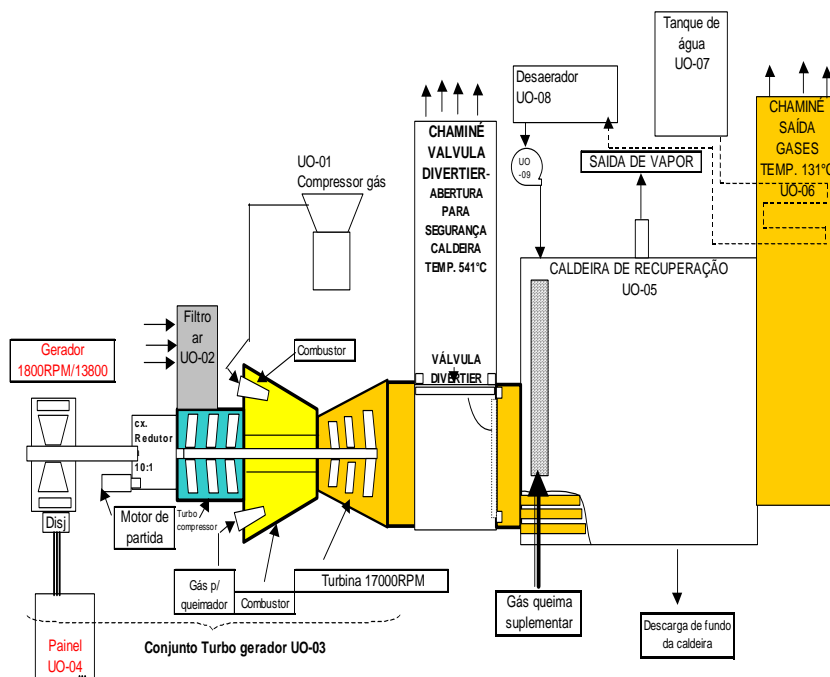 Tanque de
água
UO-07
Desaerador
UO-08
CHAMINÉ
SAÍDA
GASES
TEMP. 131°C
UO-06
CHAMINÉ
VALVULA
DIVERTIER-
ABERTURA
PARA
SEGURANÇA
CALDEIRA
TEMP. 541°C
UO
-09
SAIDA DE VAPOR
UO-01
Compressor gás
CALDEIRA DE RECUPERAÇÃO
UO-05
Filtro
ar
UO-02
Gerador
1800RPM/13800
Combustor
VÁLVULA
DIVERTIER
cx.
Redutor
10:1
Motor de
partida
Turbo
compressor
Disj
Gás p/
queimador
Combustor
Turbina 17000RPM
Gás queima
suplementar
Descarga de fundo
da caldeira
Painel
UO-04
Conjunto Turbo gerador UO-03